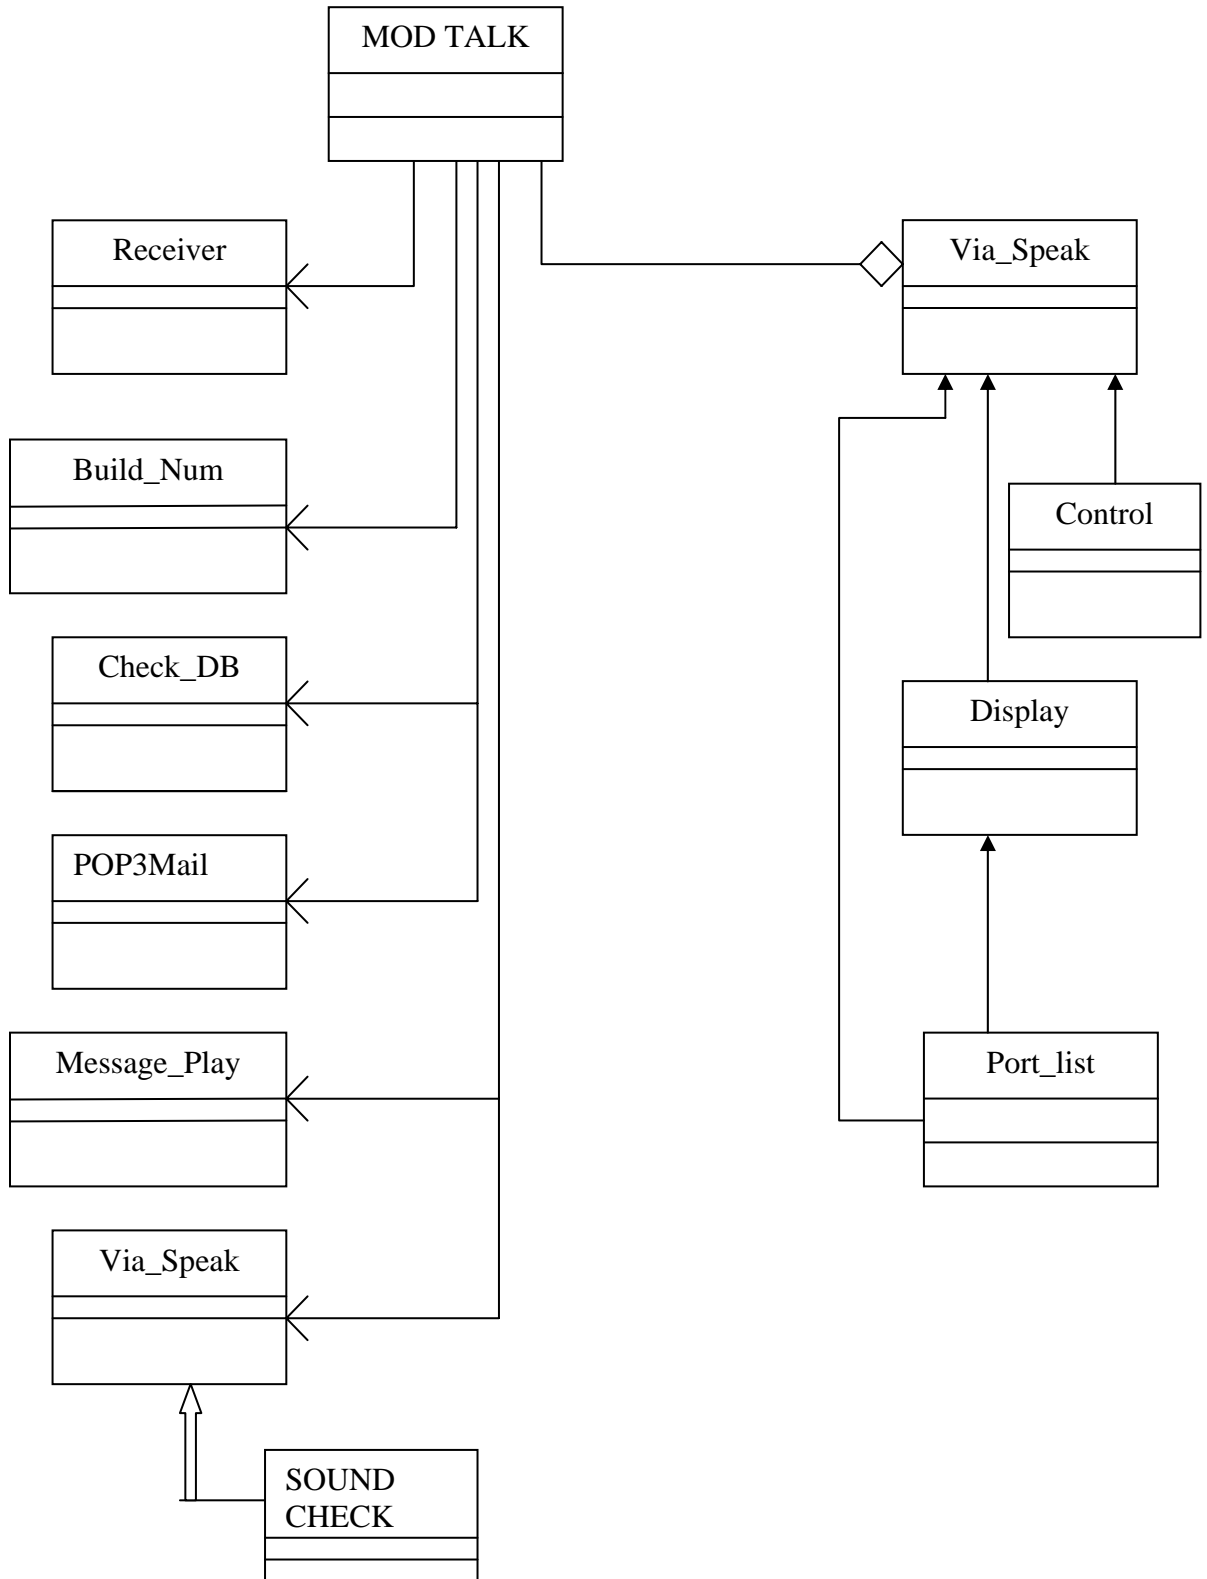 MOD TALK
Receiver
Via_Speak
Build_Num
Control
Check_DB
Display
POP3Mail
Message_Play
Port_list
Via_Speak
SOUND
CHECK